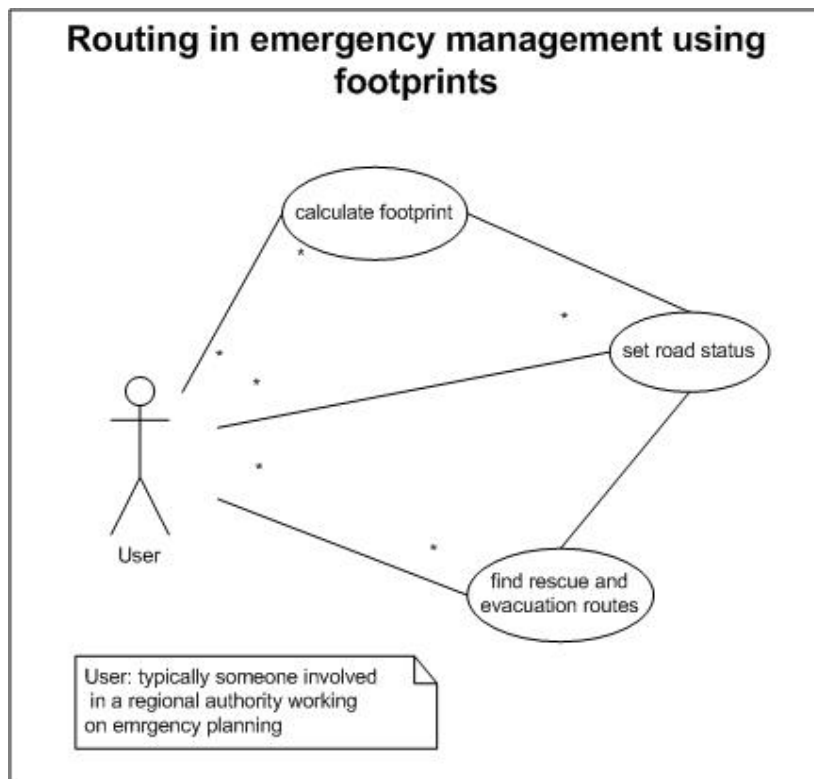 Routing in emergency management using
footprints
calculate footprint
*
*
set road status
*
*
*
*
User
find rescue and
evacuation routes
User: typically someone involved
in a regional authority working
on emrgency planning